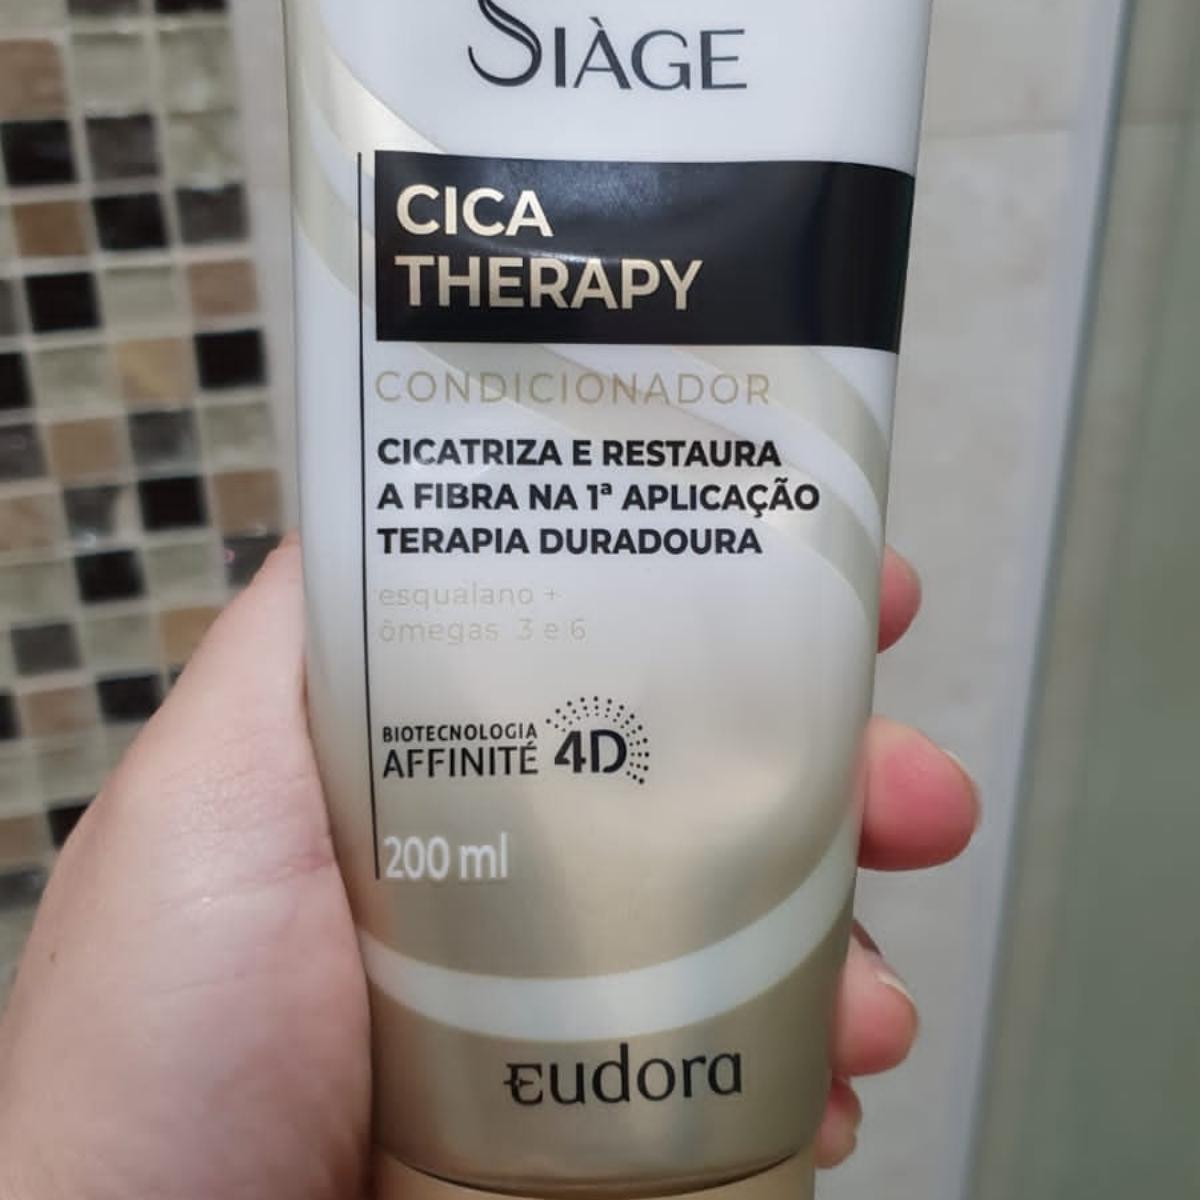 SIÀGE
CICA
THERAPY
CONDICIONADOR
CICATRIZA E RESTAURA
A FIBRA NA 1ª APLICAÇÃO
TERAPIA DURADOURA
esqualano +
ômegas 3 e 6
BIOTECNOLOGIA
AFFINITÉ 4D
200 ml
eudora